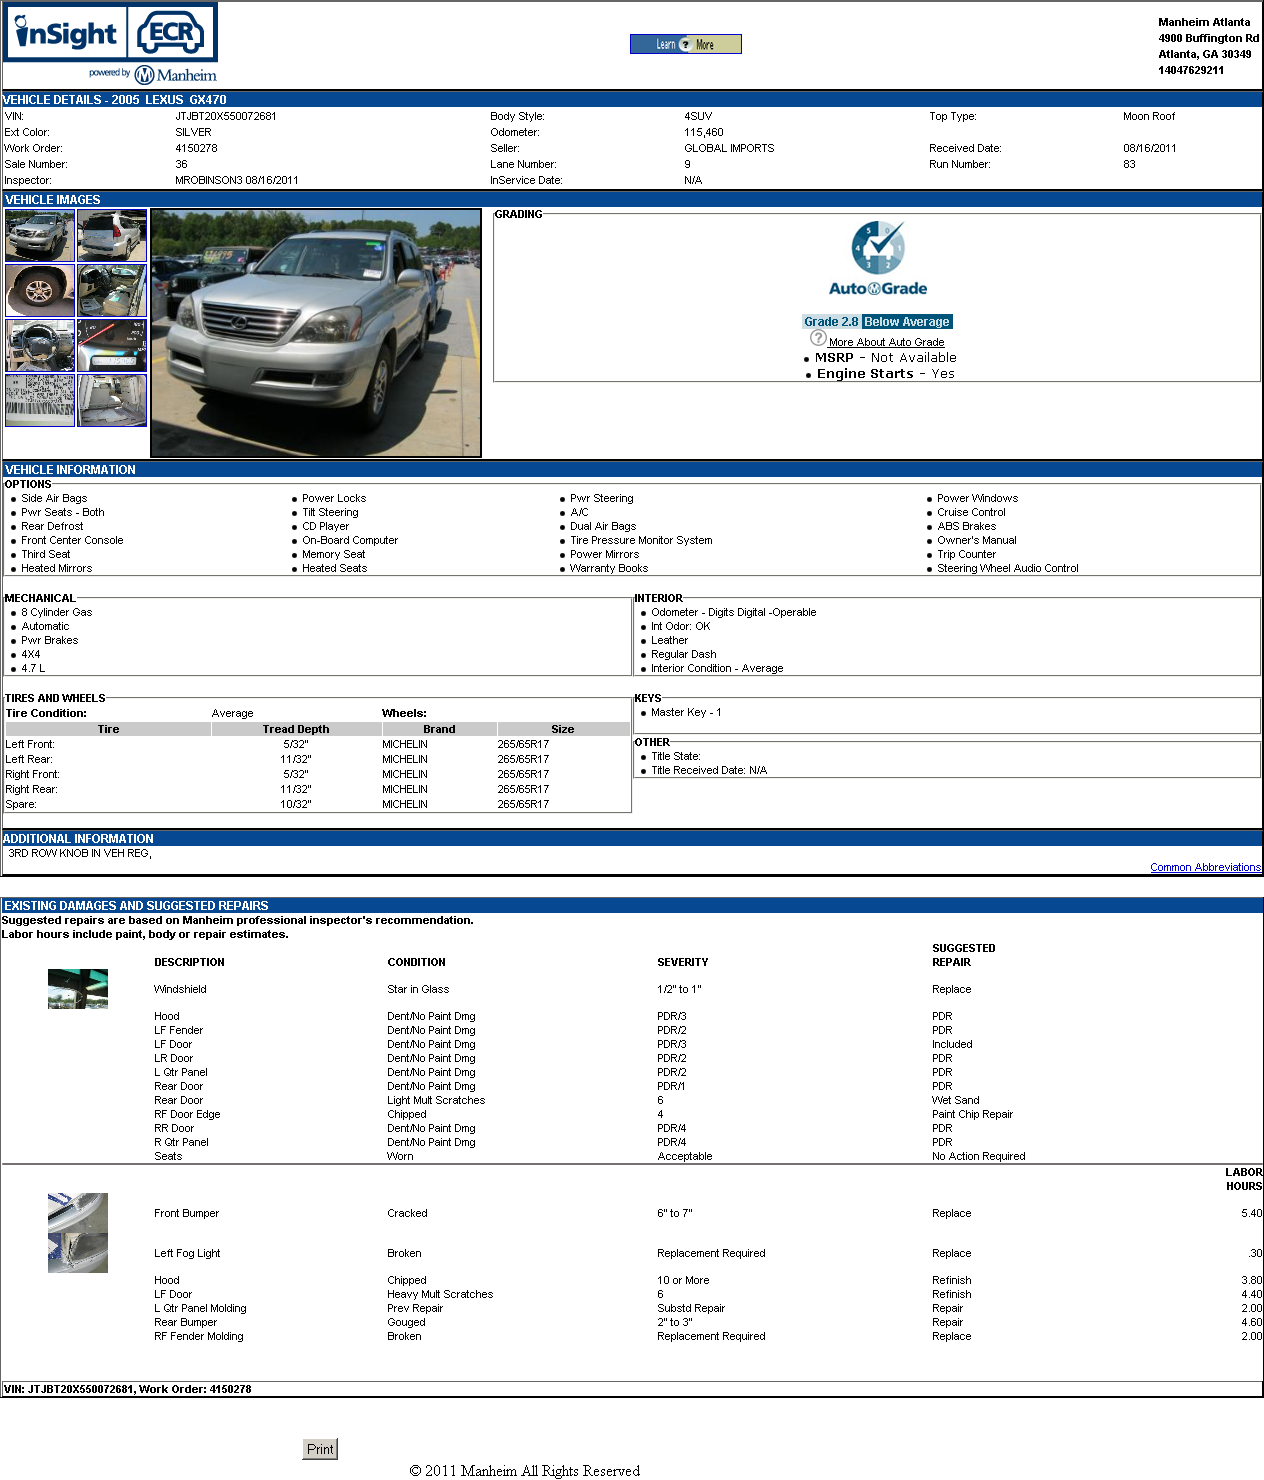 inSight ECR
powered by Manheim
Learn ? More
Manheim Atlanta
4900 Buffington Rd
Atlanta, GA 30349
14047629211
VEHICLE DETAILS - 2005 LEXUS GX470
VIN: JTJBT20X550072681 Body Style: 4SUV Top Type: Moon Roof
Ext Color: SILVER Odometer: 115,460
Work Order: 4150278 Seller: GLOBAL IMPORTS Received Date: 08/16/2011
Sale Number: 36 Lane Number: 9 Run Number: 83
Inspector: MROBINSON3 08/16/2011 InService Date: N/A
VEHICLE IMAGES
GRADING
5 0 4 1 3 2
AutoGrade
Grade 2.8 Below Average
? More About Auto Grade
• MSRP - Not Available
• Engine Starts - Yes
VEHICLE INFORMATION
OPTIONS
• Side Air Bags • Power Locks • Pwr Steering • Power Windows
• Pwr Seats - Both • Tilt Steering • A/C • Cruise Control
• Rear Defrost • CD Player • Dual Air Bags • ABS Brakes
• Front Center Console • On-Board Computer • Tire Pressure Monitor System • Owner's Manual
• Third Seat • Memory Seat • Power Mirrors • Trip Counter
• Heated Mirrors • Heated Seats • Warranty Books • Steering Wheel Audio Control
MECHANICAL
• 8 Cylinder Gas
• Automatic
• Pwr Brakes
• 4X4
• 4.7 L
INTERIOR
• Odometer - Digits Digital -Operable
• Int Odor: OK
• Leather
• Regular Dash
• Interior Condition - Average
TIRES AND WHEELS
Tire Condition: Average Wheels:
Tire Tread Depth Brand Size
Left Front: 5/32" MICHELIN 265/65R17
Left Rear: 11/32" MICHELIN 265/65R17
Right Front: 5/32" MICHELIN 265/65R17
Right Rear: 11/32" MICHELIN 265/65R17
Spare: 10/32" MICHELIN 265/65R17
KEYS
• Master Key - 1
OTHER
• Title State:
• Title Received Date: N/A
ADDITIONAL INFORMATION
3RD ROW KNOB IN VEH REG,
Common Abbreviations
EXISTING DAMAGES AND SUGGESTED REPAIRS
Suggested repairs are based on Manheim professional inspector's recommendation.
Labor hours include paint, body or repair estimates.
DESCRIPTION CONDITION SEVERITY SUGGESTED REPAIR
Windshield Star in Glass 1/2" to 1" Replace
Hood Dent/No Paint Dmg PDR/3 PDR
LF Fender Dent/No Paint Dmg PDR/2 PDR
LF Door Dent/No Paint Dmg PDR/3 Included
LR Door Dent/No Paint Dmg PDR/2 PDR
L Qtr Panel Dent/No Paint Dmg PDR/2 PDR
Rear Door Dent/No Paint Dmg PDR/1 PDR
Rear Door Light Mult Scratches 6 Wet Sand
RF Door Edge Chipped 4 Paint Chip Repair
RR Door Dent/No Paint Dmg PDR/4 PDR
R Qtr Panel Dent/No Paint Dmg PDR/4 PDR
Seats Worn Acceptable No Action Required
LABOR HOURS
Front Bumper Cracked 6" to 7" Replace 5.40
Left Fog Light Broken Replacement Required Replace .30
Hood Chipped 10 or More Refinish 3.80
LF Door Heavy Mult Scratches 6 Refinish 4.40
L Qtr Panel Molding Prev Repair Substd Repair Repair 2.00
Rear Bumper Gouged 2" to 3" Repair 4.60
RF Fender Molding Broken Replacement Required Replace 2.00
VIN: JTJBT20X550072681, Work Order: 4150278
Print
© 2011 Manheim All Rights Reserved